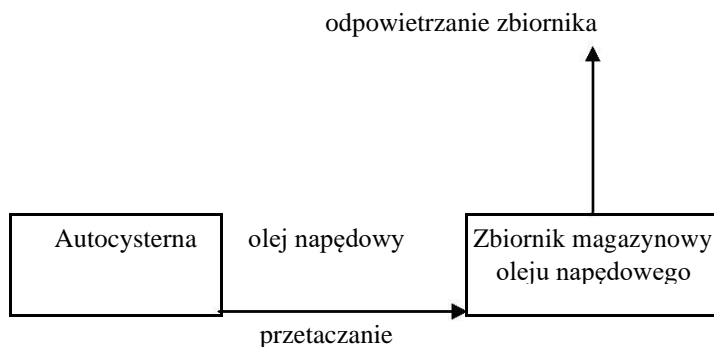 odpowietrzanie zbiornika
Autocysterna
olej napędowy
Zbiornik magazynowy
oleju napędowego
przetaczanie